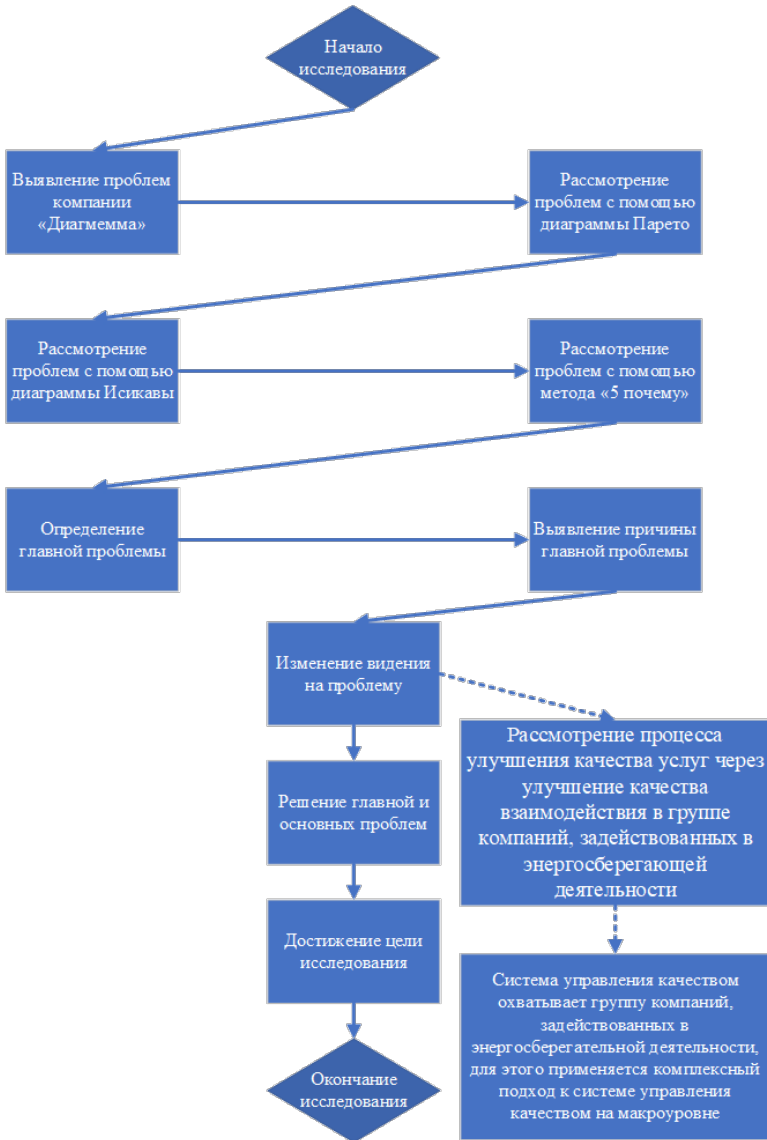 Начало
исследования
Выявление проблем
компании
«Диагмемма»
Рассмотрение
проблем с помощью
диаграммы Парето
Рассмотрение
проблем с помощью
диаграммы Исикавы
Рассмотрение
проблем с помощью
метода «5 почему»
Определение
главной проблемы
Выявление причины
главной проблемы
Изменение видения
на проблему
Рассмотрение процесса
улучшения качества услуг через
улучшение качества
взаимодействия в группе
компаний, задействованных в
энергосберегающей
деятельности
Решение главной и
основных проблем
Достижение цели
исследования
Система управления качеством
охватывает группу компаний,
задействованных в
энергосберегательной деятельности,
для этого применяется комплексный
подход к системе управления
качеством на макроуровне
Окончание
исследования